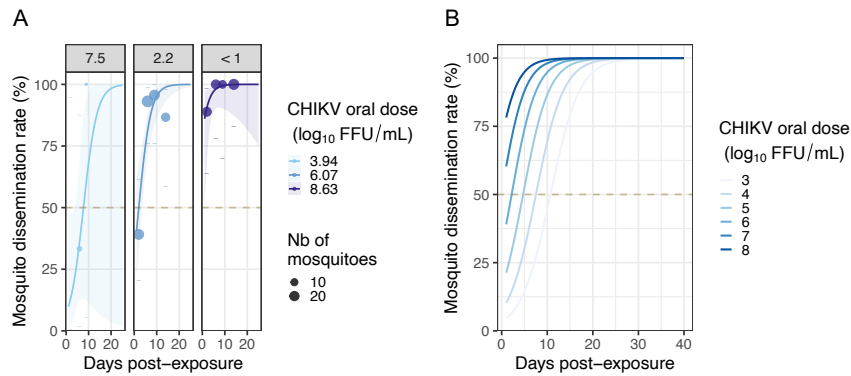 A
7.5
2.2
< 1
Mosquito dissemination rate (%)
100
75
50
25
0
0 10 20
0 10 20
0 10 20
Days post−exposure
CHIKV oral dose
(log10 FFU/mL)
3.94
6.07
8.63
Nb of
mosquitoes
10
20
B
Mosquito dissemination rate (%)
100
75
50
25
0
0 10 20 30 40
Days post−exposure
CHIKV oral dose
(log10 FFU/mL)
3
4
5
6
7
8